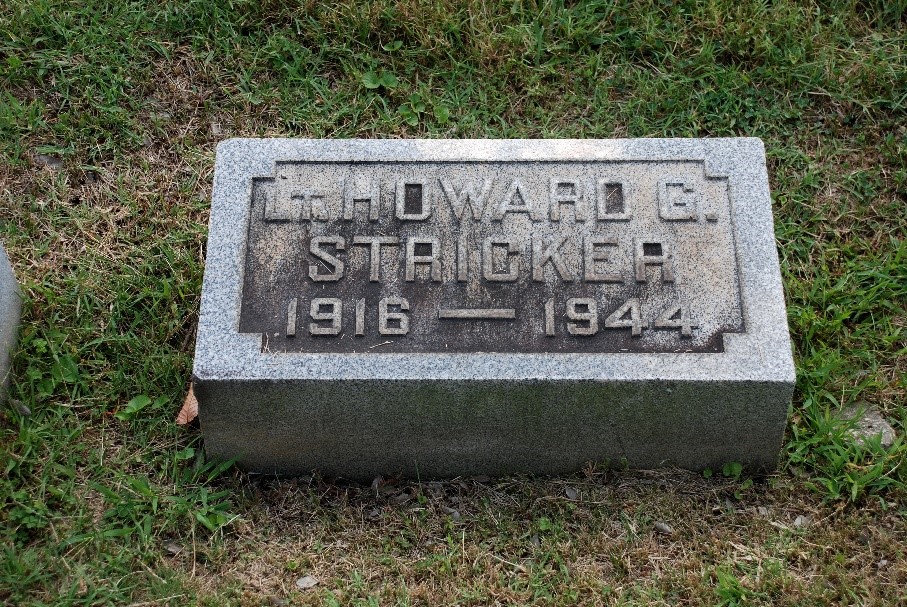 Lt. HOWARD G.
STRICKER
1916 — 1944